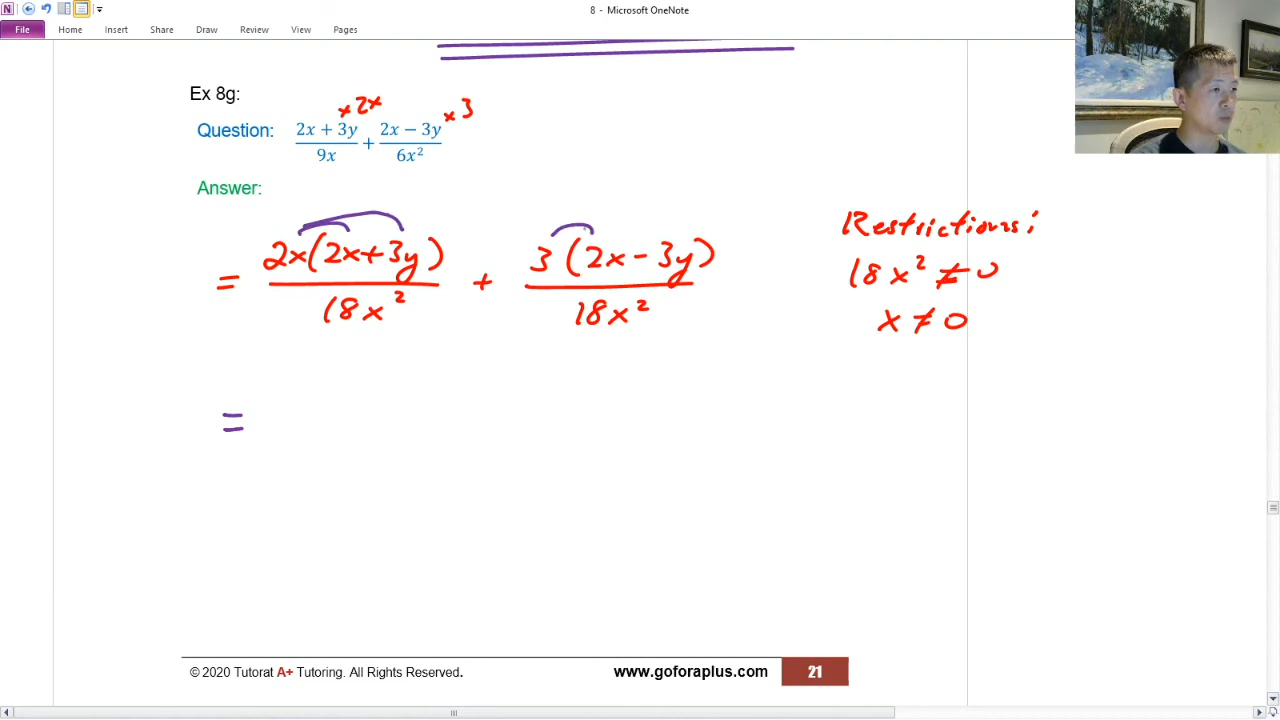 8 - Microsoft OneNote
File Home Insert Share Draw Review View Pages
Ex 8g:
×2x ×3
Question: (2x + 3y)/(9x) + (2x − 3y)/(6x²)
Answer:
= 2x(2x+3y)/(18x²) + 3(2x−3y)/(18x²)
Restrictions:
18x² ≠ 0
x ≠ 0
=
© 2020 Tutorat A+ Tutoring. All Rights Reserved. www.goforaplus.com 21